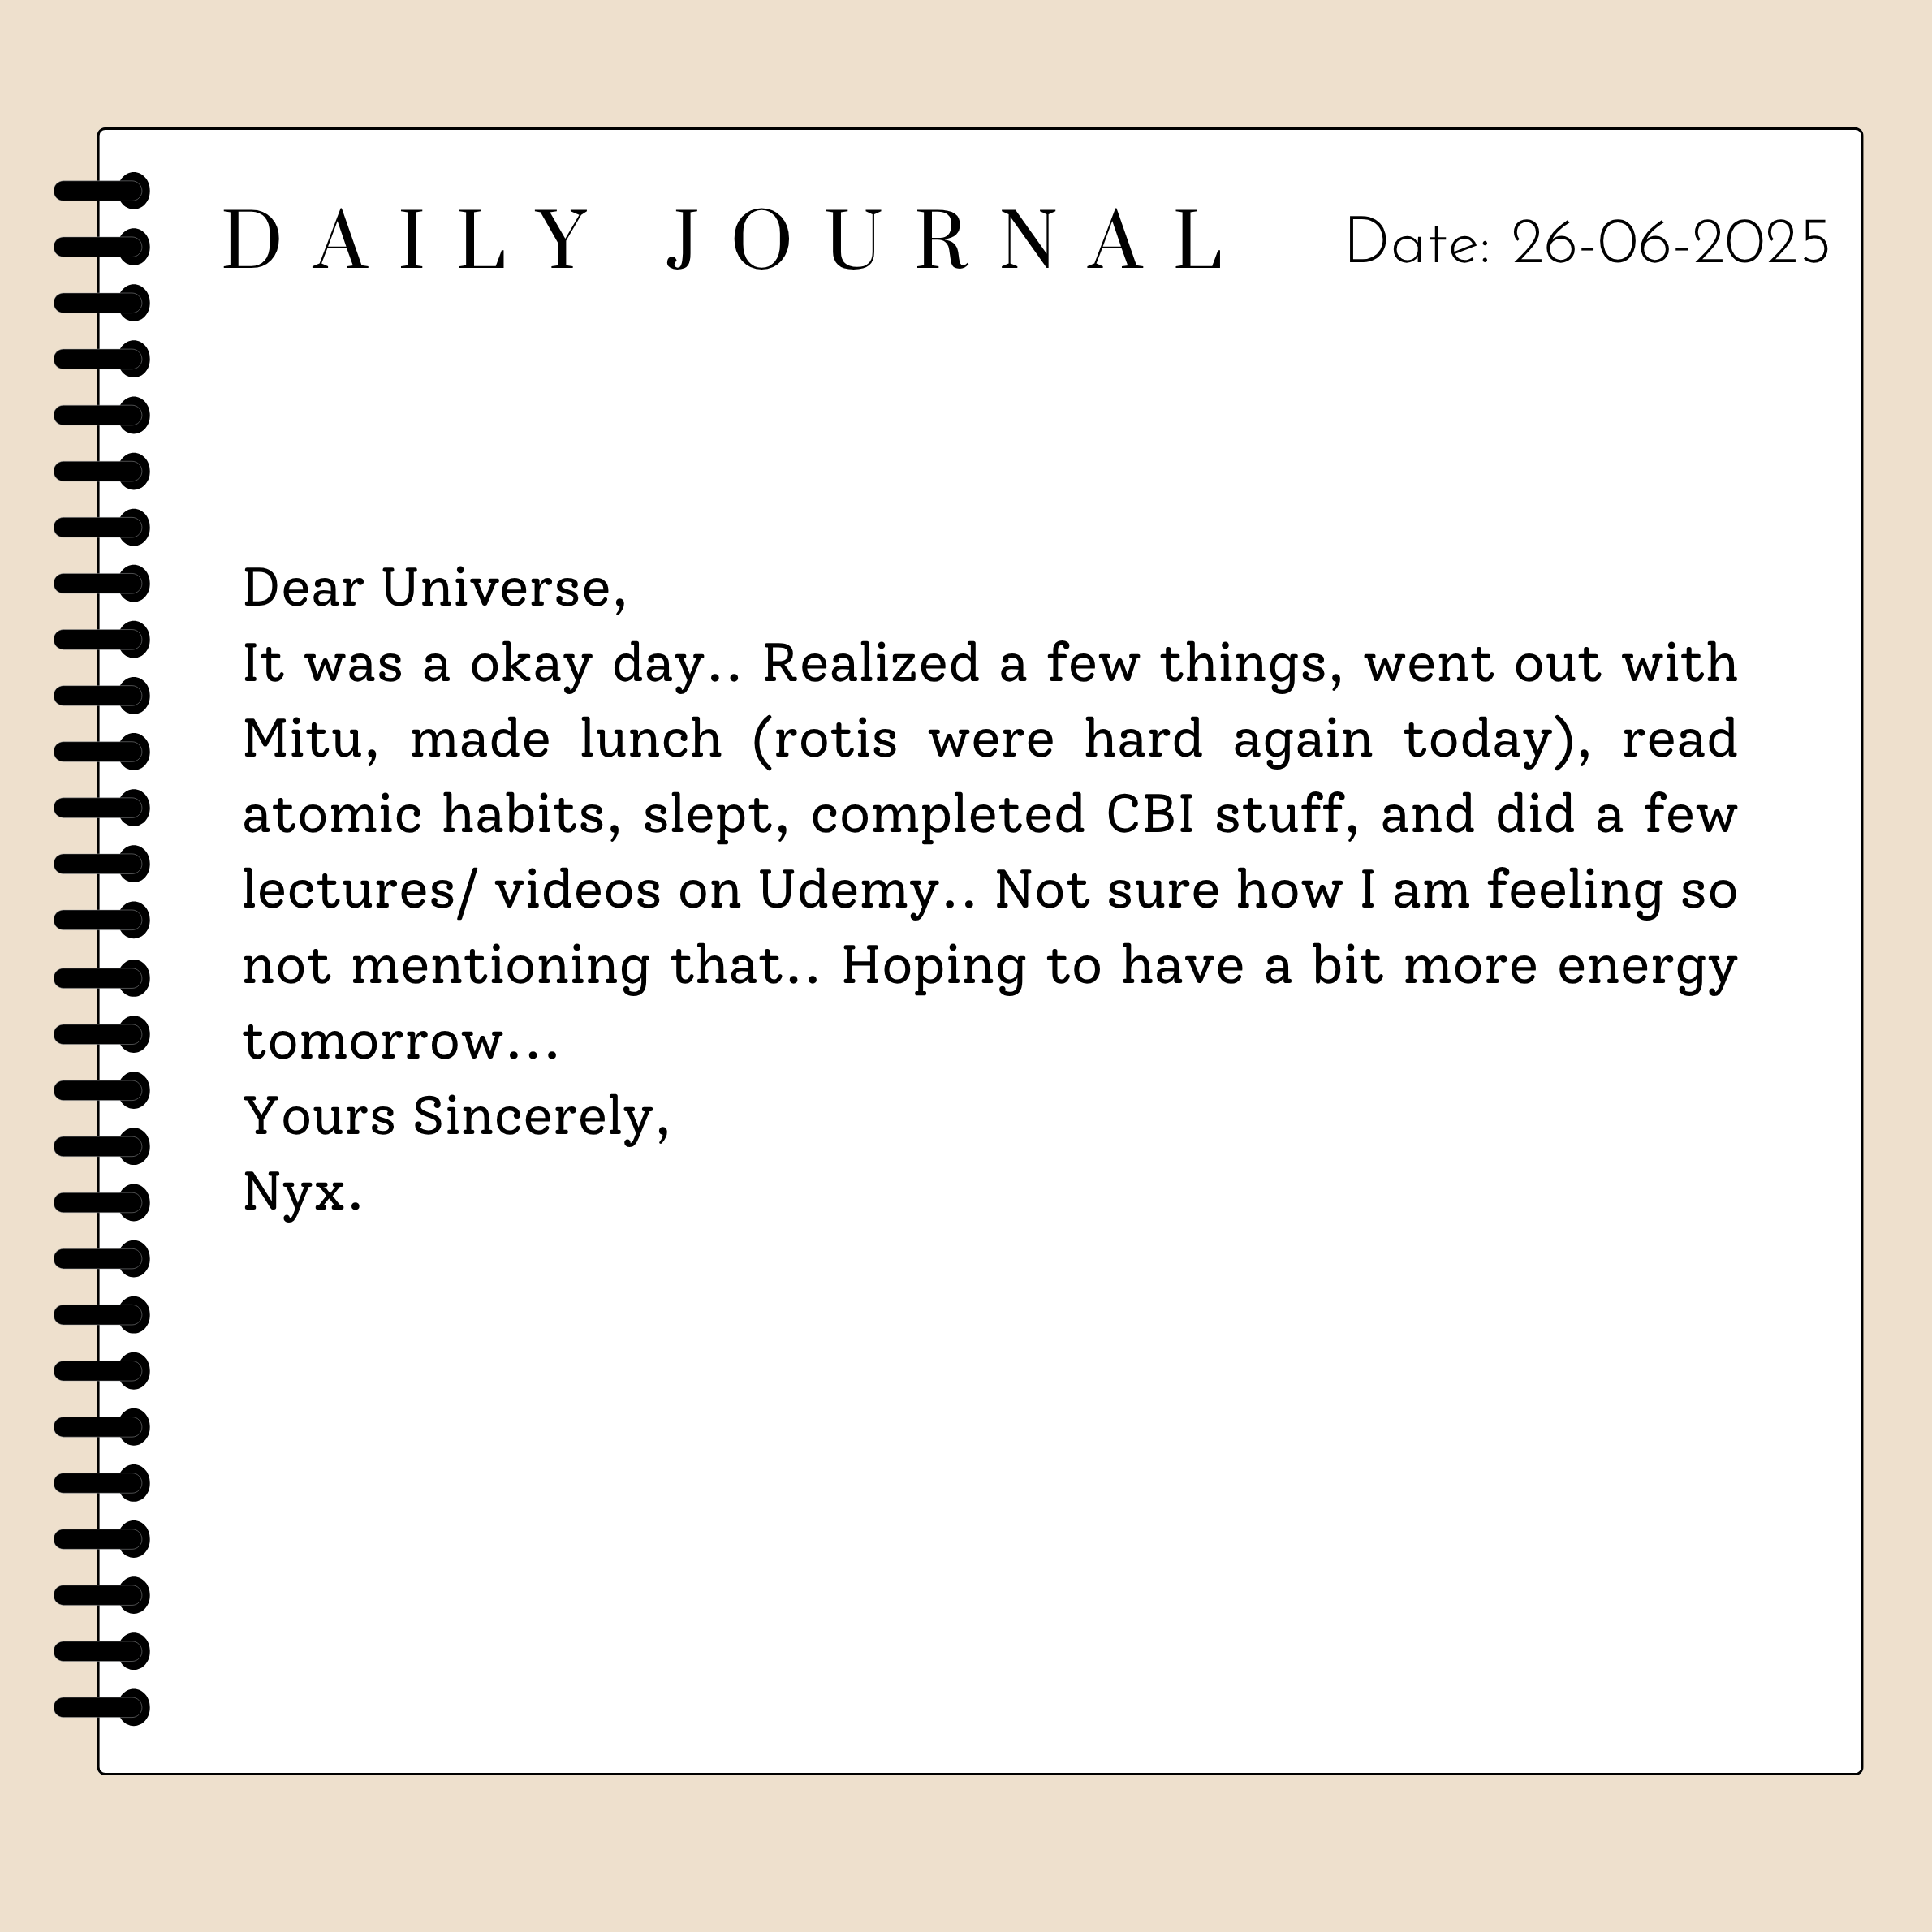 DAILY JOURNAL Date: 26-06-2025
Dear Universe,
It was a okay day.. Realized a few things, went out with
Mitu, made lunch (rotis were hard again today), read
atomic habits, slept, completed CBI stuff, and did a few
lectures/ videos on Udemy.. Not sure how I am feeling so
not mentioning that.. Hoping to have a bit more energy
tomorrow...
Yours Sincerely,
Nyx.